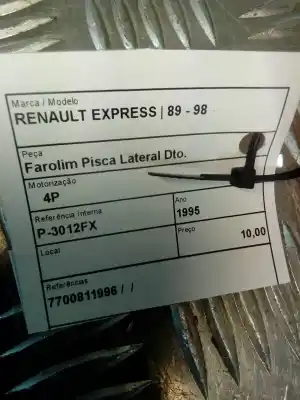 Marca / Modelo
RENAULT EXPRESS | 89 - 98
Peça
Farolim Pisca Lateral Dto.
Motorização
4P
Referência Interna
P-3012FX
Ano
1995
Preço
10,00
Local
Referências
7700811996 / /